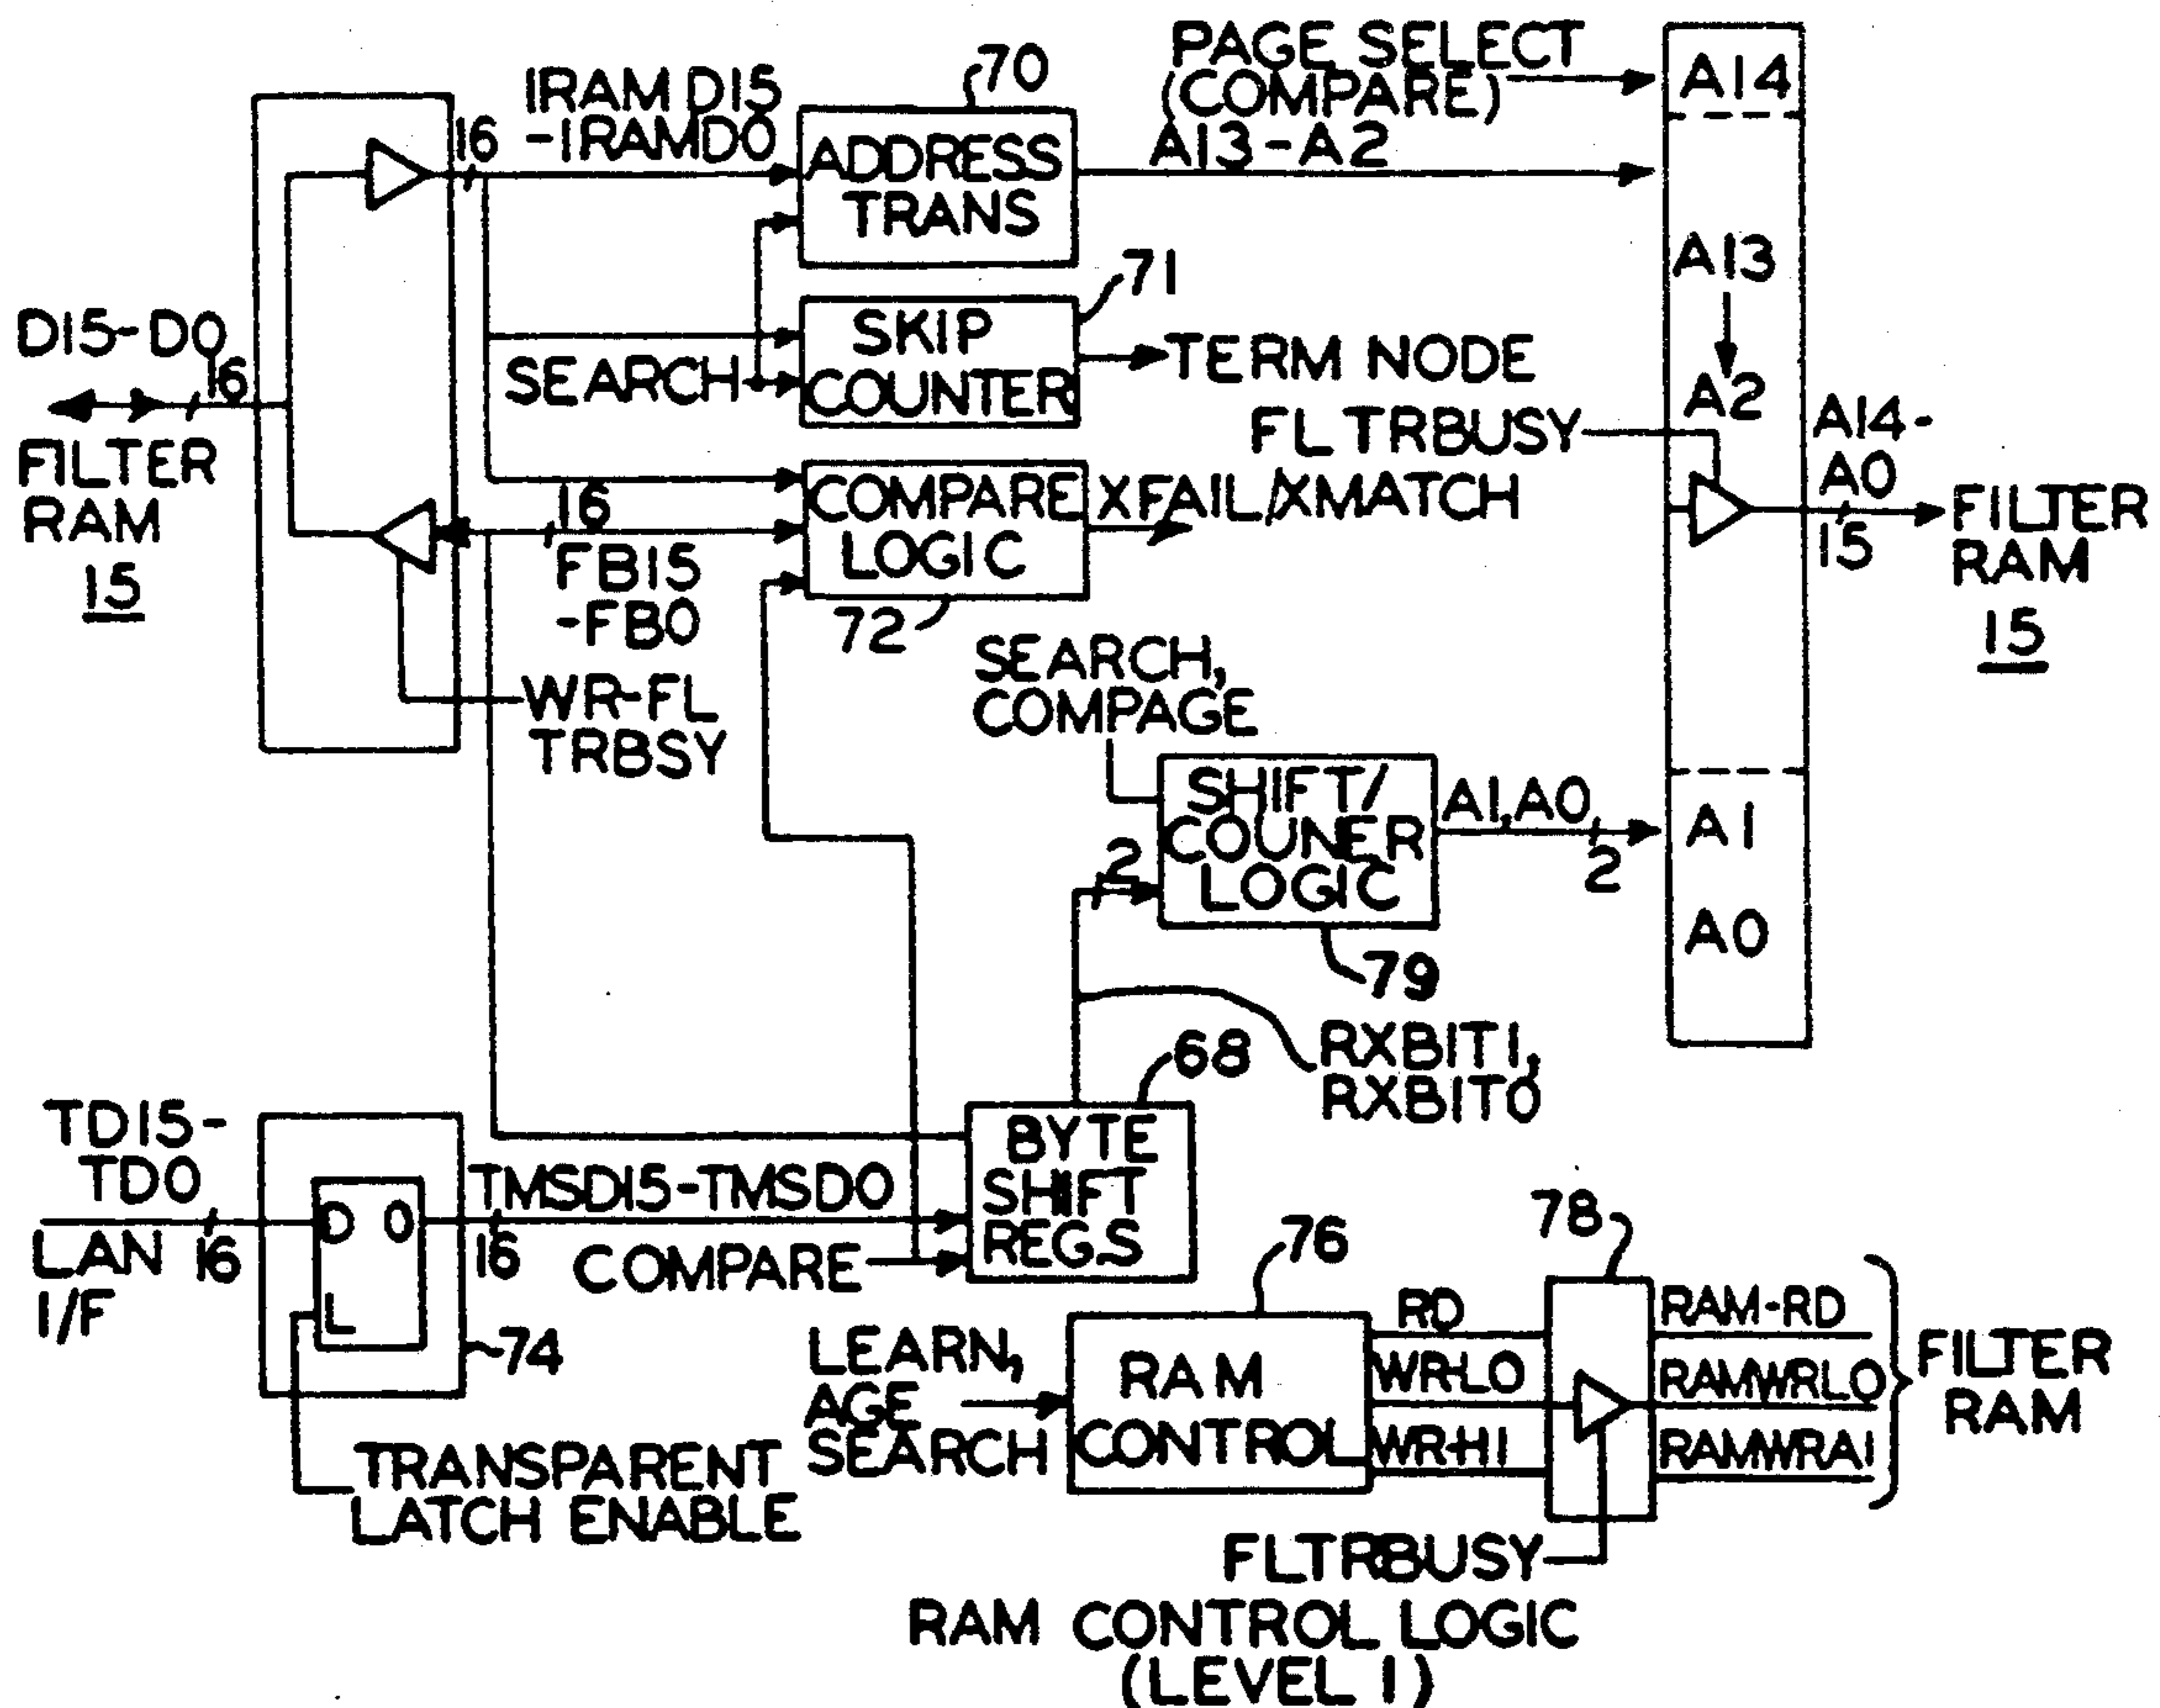 PAGE SELECT
(COMPARE)
A14
70
IRAM D15
-IRAMD0
16
ADDRESS
TRANS
A13-A2
A13
A2
71
D15-D0
16
FILTER
RAM
15
SEARCH
SKIP
COUNTER
TERM NODE
FLTRBUSY
A14-
A0
15
FILTER
RAM
15
16
FB15
-FB0
COMPARE
LOGIC
XFAIL/XMATCH
72
WR-FL
TRBSY
SEARCH,
COMPAGE
SHIFT/
COUNER
LOGIC
2
A1,A0
2
A1
A0
79
RXBIT1,
RXBIT0
68
TD15-
TD0
16
LAN
I/F
D O
L
74
TMSD15-TMSD0
16
COMPARE
BYTE
SHIFT
REG.S
TRANSPARENT
LATCH ENABLE
76
LEARN,
AGE
SEARCH
RAM
CONTROL
RD
WR-LO
WR-HI
78
RAM-RD
RAMWRLO
RAMWRAI
FILTER
RAM
FLTRBUSY
RAM CONTROL LOGIC
(LEVEL 1)